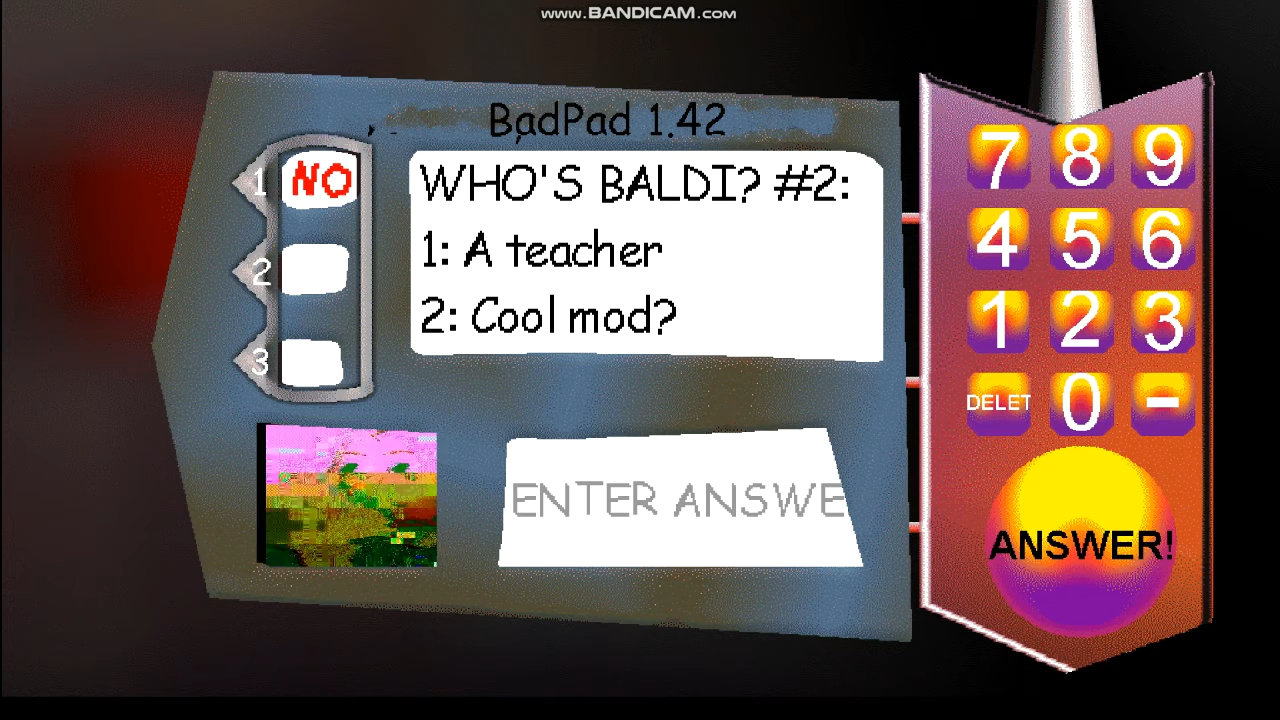 www.BANDICAM.com
BadPad 1.42
1
NO
2
3
WHO'S BALDI? #2:
1: A teacher
2: Cool mod?
ENTER ANSWE
7 8 9
4 5 6
1 2 3
DELET 0 -
ANSWER!